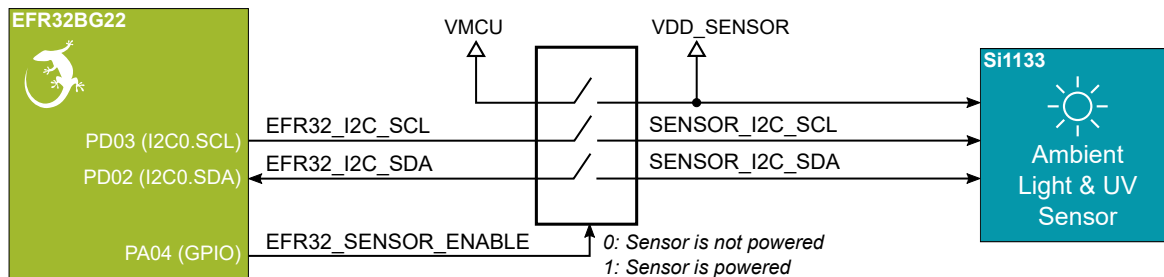 EFR32BG22
VMCU
VDD_SENSOR
Si1133
PD03 (I2C0.SCL)
EFR32_I2C_SCL
SENSOR_I2C_SCL
PD02 (I2C0.SDA)
EFR32_I2C_SDA
SENSOR_I2C_SDA
Ambient
Light & UV
Sensor
PA04 (GPIO)
EFR32_SENSOR_ENABLE
0: Sensor is not powered
1: Sensor is powered